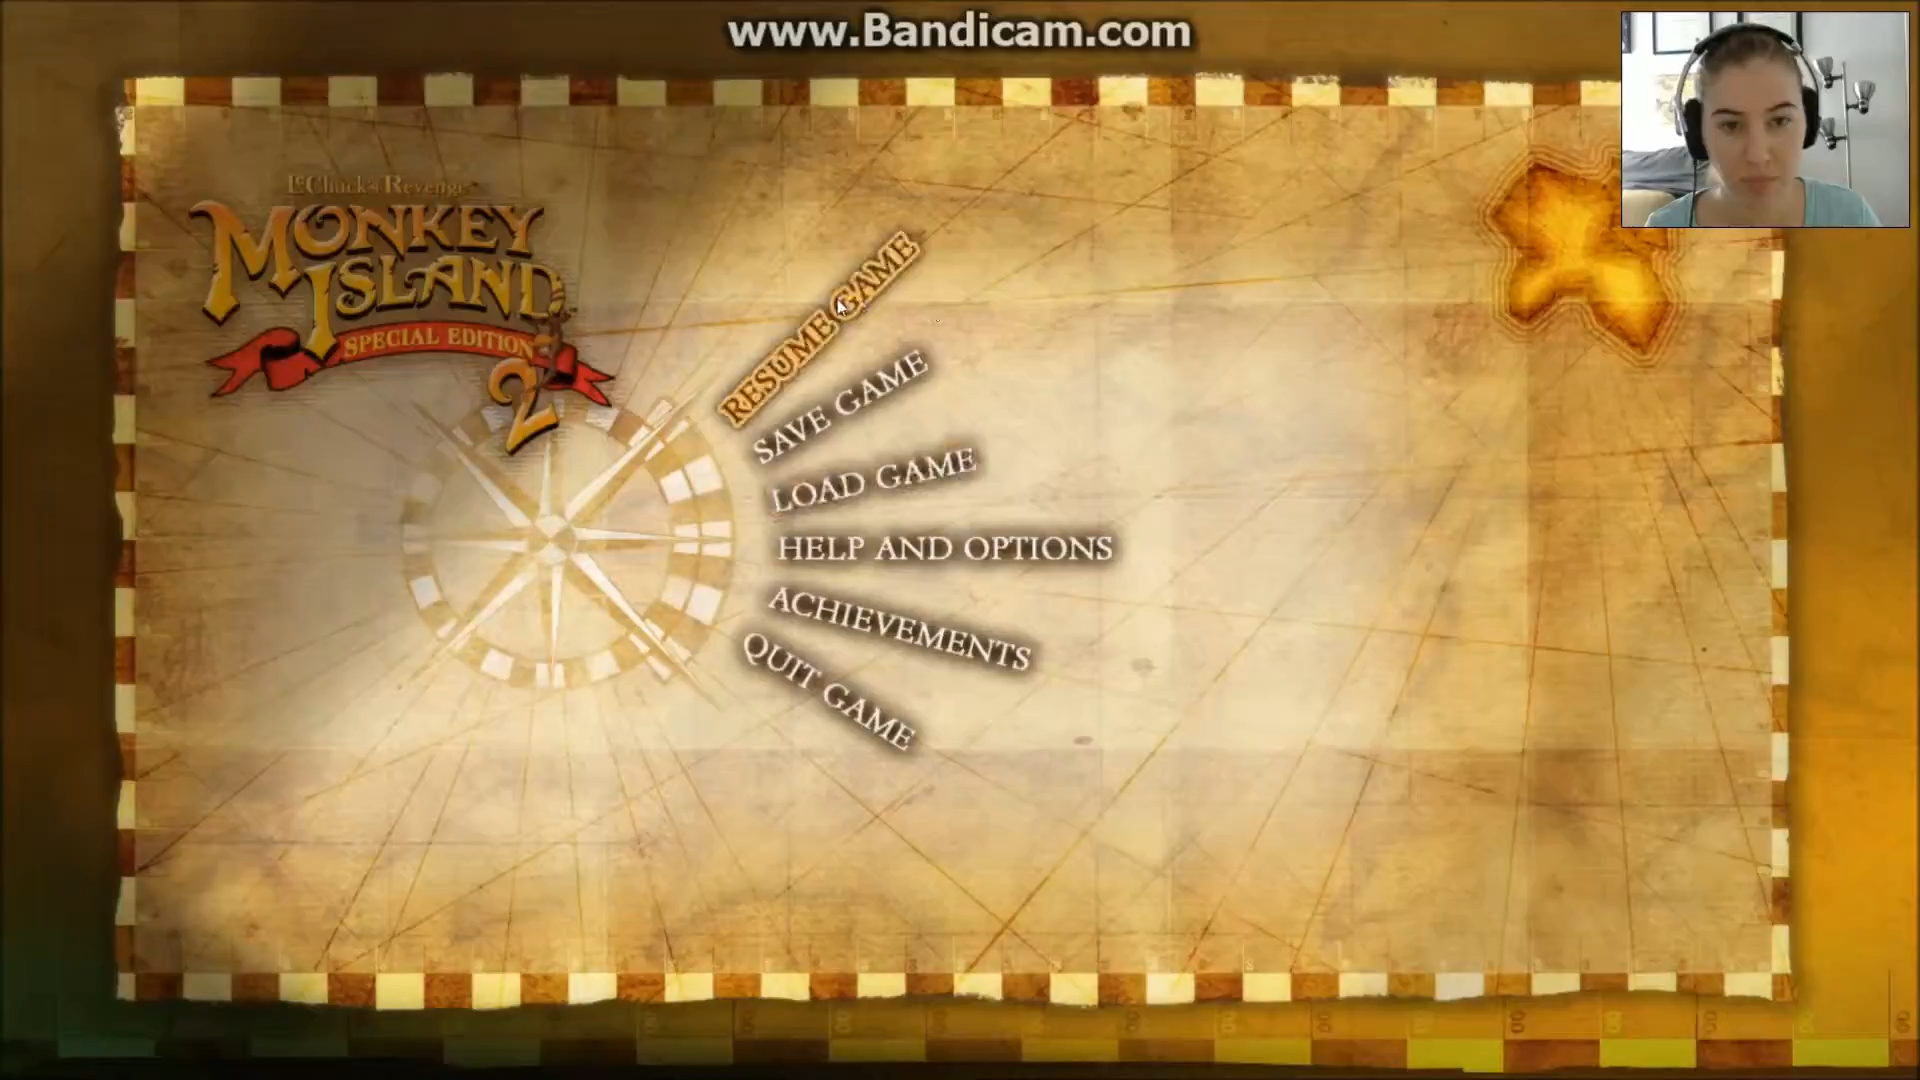 www.Bandicam.com
LeChuck's Revenge
MONKEY
ISLAND
SPECIAL EDITION
2
RESUME GAME
SAVE GAME
LOAD GAME
HELP AND OPTIONS
ACHIEVEMENTS
QUIT GAME